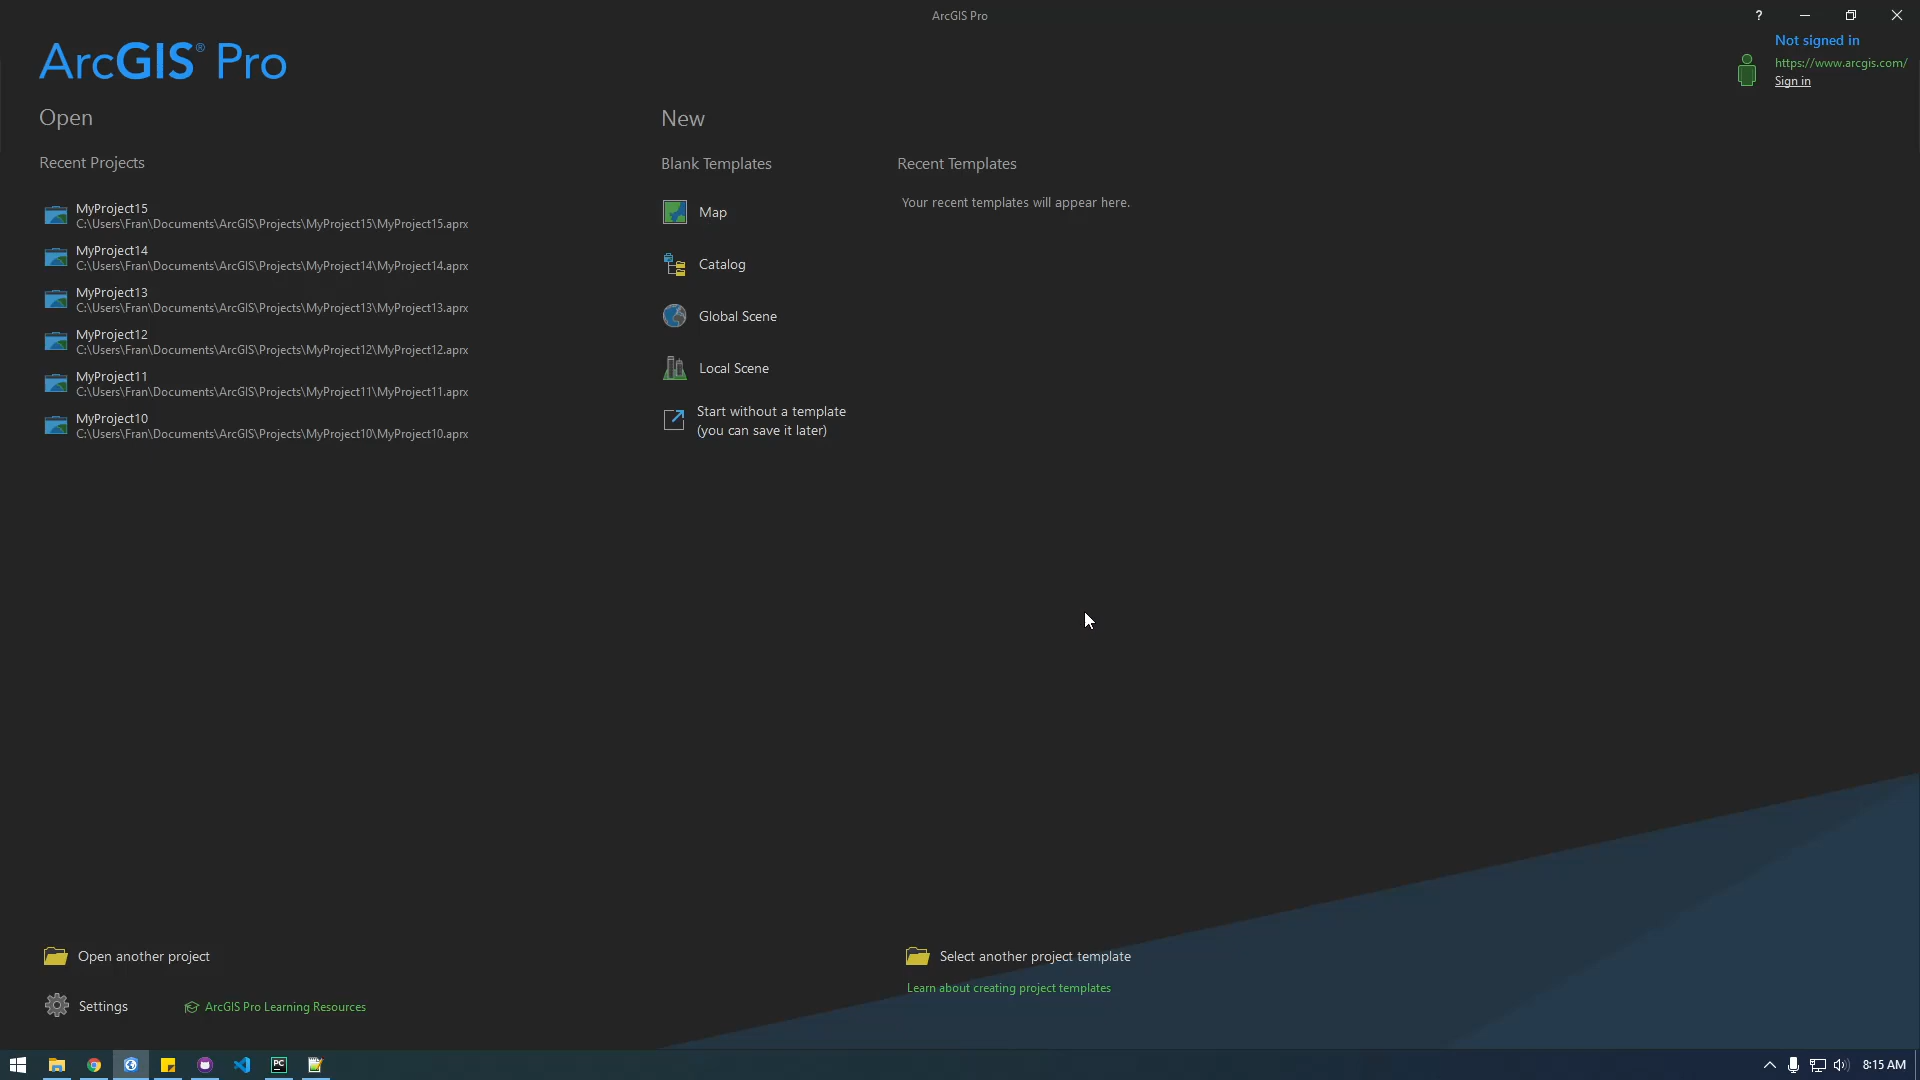 ArcGIS Pro
?
Not signed in
https://www.arcgis.com/
Sign in
ArcGIS® Pro
Open
Recent Projects
MyProject15
C:\Users\Fran\Documents\ArcGIS\Projects\MyProject15\MyProject15.aprx
MyProject14
C:\Users\Fran\Documents\ArcGIS\Projects\MyProject14\MyProject14.aprx
MyProject13
C:\Users\Fran\Documents\ArcGIS\Projects\MyProject13\MyProject13.aprx
MyProject12
C:\Users\Fran\Documents\ArcGIS\Projects\MyProject12\MyProject12.aprx
MyProject11
C:\Users\Fran\Documents\ArcGIS\Projects\MyProject11\MyProject11.aprx
MyProject10
C:\Users\Fran\Documents\ArcGIS\Projects\MyProject10\MyProject10.aprx
New
Blank Templates
Map
Catalog
Global Scene
Local Scene
Start without a template
(you can save it later)
Recent Templates
Your recent templates will appear here.
Open another project
Settings
ArcGIS Pro Learning Resources
Select another project template
Learn about creating project templates
PC
8:15 AM